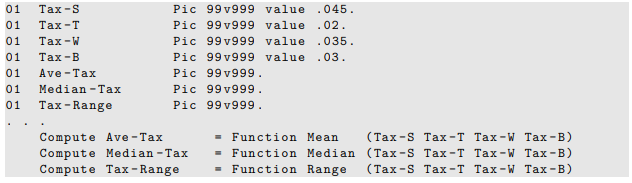 01  Tax-S           Pic 99v999 value .045.
01  Tax-T           Pic 99v999 value .02.
01  Tax-W           Pic 99v999 value .035.
01  Tax-B           Pic 99v999 value .03.
01  Ave-Tax         Pic 99v999.
01  Median-Tax      Pic 99v999.
01  Tax-Range       Pic 99v999.
. . .
    Compute Ave-Tax     = Function Mean   (Tax-S Tax-T Tax-W Tax-B)
    Compute Median-Tax  = Function Median (Tax-S Tax-T Tax-W Tax-B)
    Compute Tax-Range   = Function Range  (Tax-S Tax-T Tax-W Tax-B)